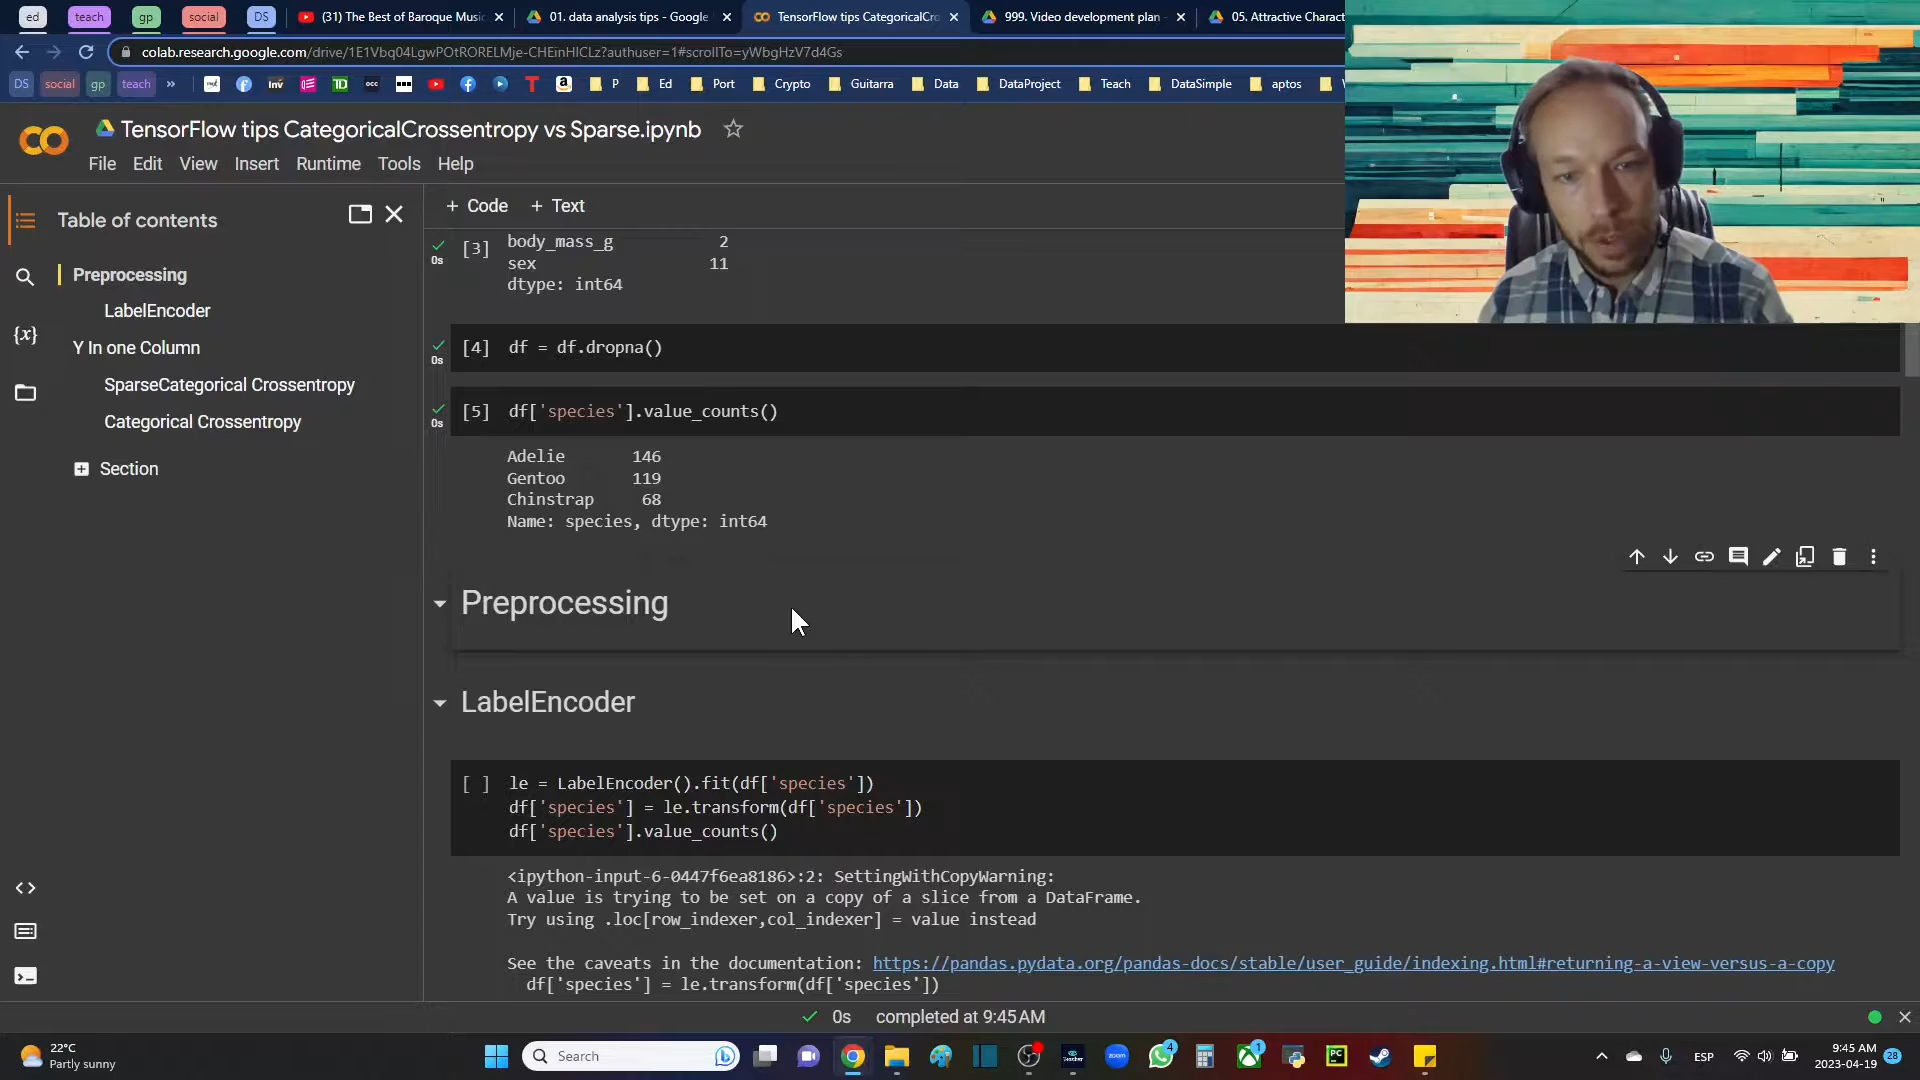 ed
teach
gp
social
DS
(31) The Best of Baroque Music
01. data analysis tips - Google
TensorFlow tips CategoricalCro
999. Video development plan -
05. Attractive Charact
colab.research.google.com/drive/1E1Vbq04LgwPOtRORELMje-CHEinHlCLz?authuser=1#scrollTo=yWbgHzV7d4Gs
DS
social
gp
teach
»
P
Ed
Port
Crypto
Guitarra
Data
DataProject
Teach
DataSimple
aptos
TensorFlow tips CategoricalCrossentropy vs Sparse.ipynb
File Edit View Insert Runtime Tools Help
Table of contents
+ Code + Text
Preprocessing
LabelEncoder
Y In one Column
SparseCategorical Crossentropy
Categorical Crossentropy
Section
{x}
body_mass_g 2
0s [3]
sex 11
dtype: int64
[4] df = df.dropna()
0s
[5] df['species'].value_counts()
0s
Adelie 146
Gentoo 119
Chinstrap 68
Name: species, dtype: int64
Preprocessing
LabelEncoder
[ ] le = LabelEncoder().fit(df['species'])
df['species'] = le.transform(df['species'])
df['species'].value_counts()
<ipython-input-6-0447f6ea8186>:2: SettingWithCopyWarning:
A value is trying to be set on a copy of a slice from a DataFrame.
Try using .loc[row_indexer,col_indexer] = value instead
See the caveats in the documentation: https://pandas.pydata.org/pandas-docs/stable/user_guide/indexing.html#returning-a-view-versus-a-copy
df['species'] = le.transform(df['species'])
0s completed at 9:45 AM
22°C
Partly sunny
Search
zoom
4
1
PC
ESP
9:45 AM
2023-04-19
28